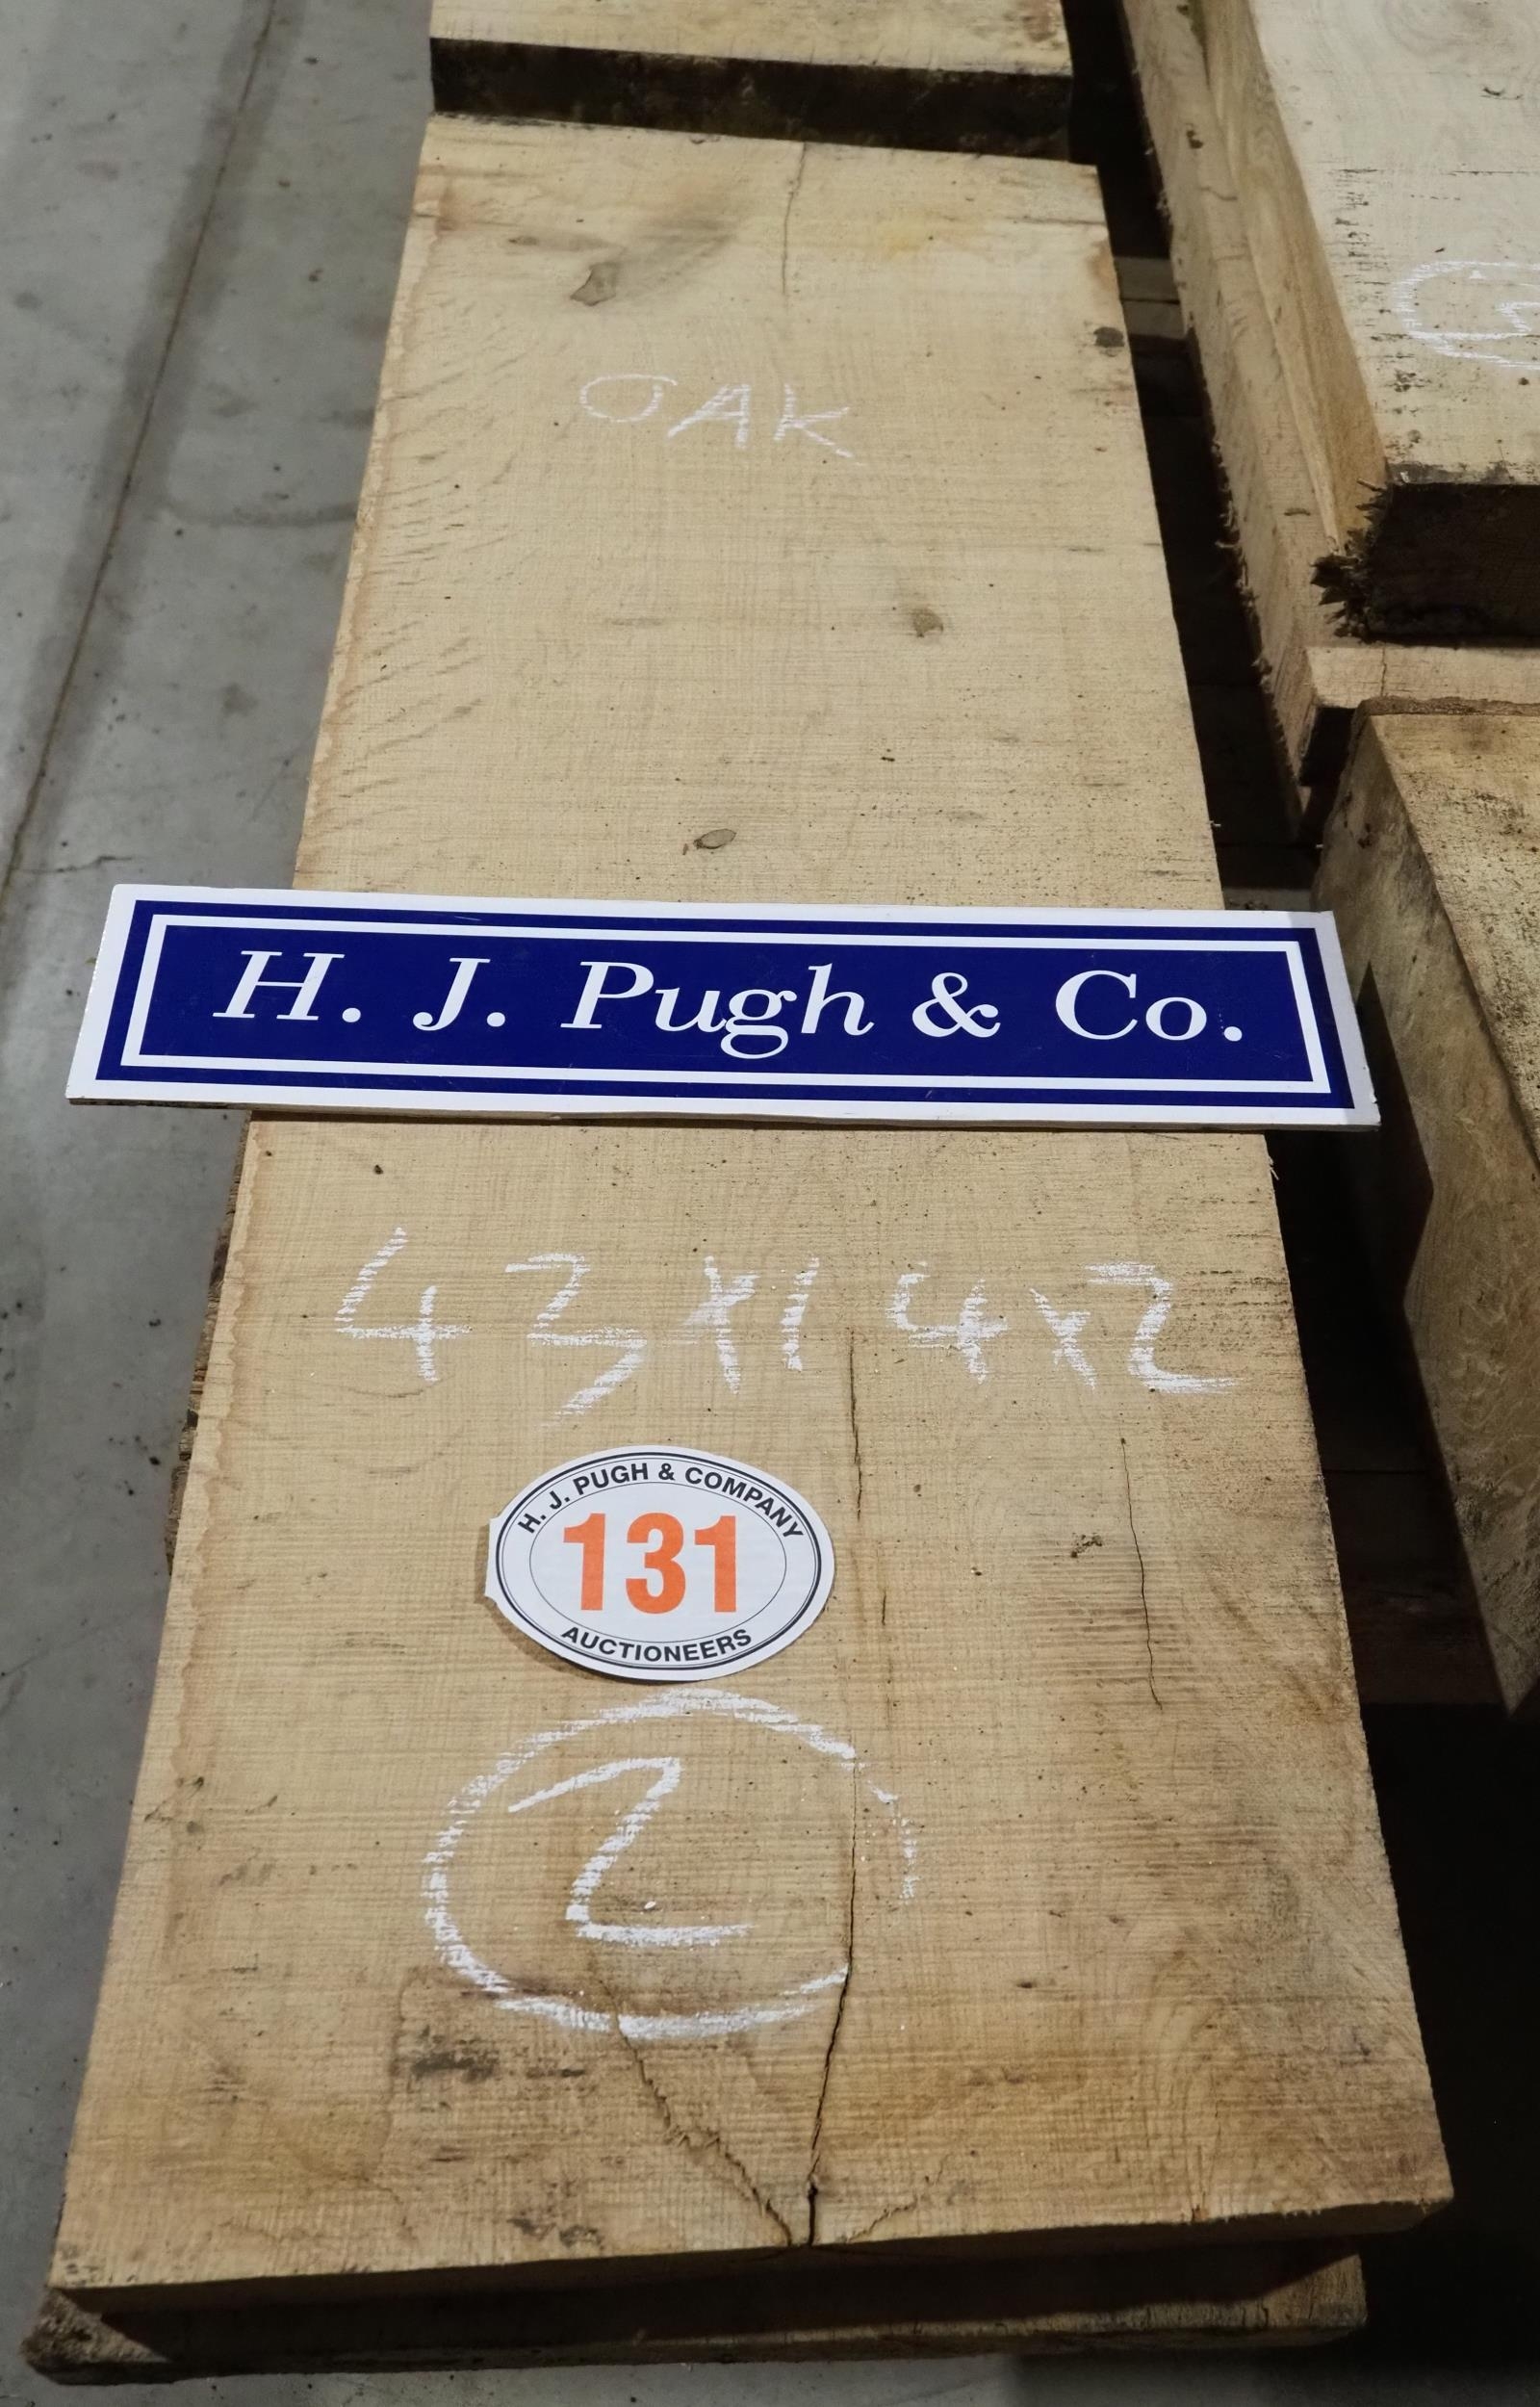 OAK
H. J. Pugh & Co.
43x14x2
H. J. PUGH & COMPANY
131
AUCTIONEERS
2